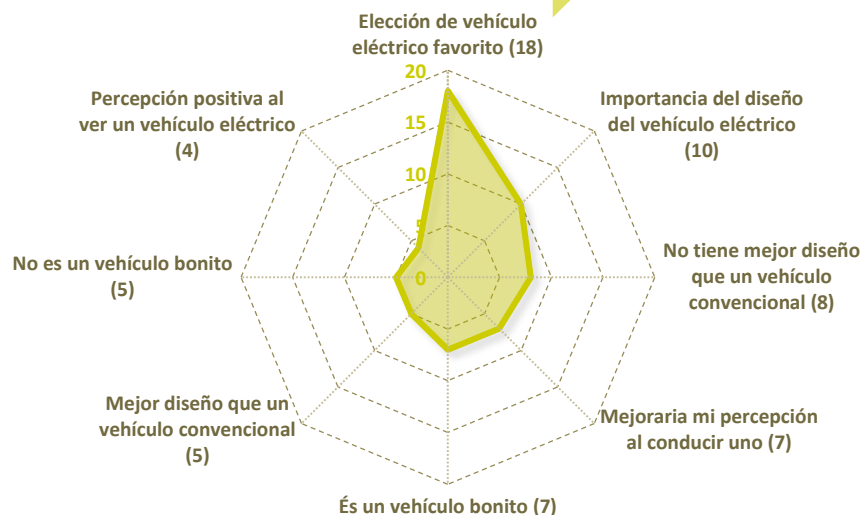 Elección de vehículo
eléctrico favorito (18)
20
15
10
5
0
Importancia del diseño
del vehículo eléctrico
(10)
No tiene mejor diseño
que un vehículo
convencional (8)
Mejoraria mi percepción
al conducir uno (7)
És un vehículo bonito (7)
Mejor diseño que un
vehículo convencional
(5)
No es un vehículo bonito
(5)
Percepción positiva al
ver un vehículo eléctrico
(4)